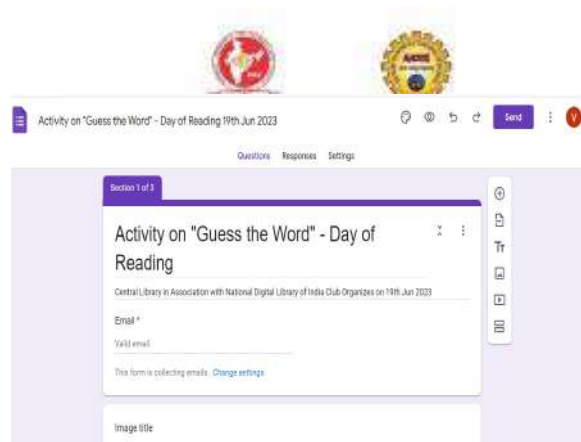 Activity on "Guess the Word" - Day of Reading 19th Jun 2023
Send
V
Questions Responses Settings
Section 1 of 3
Activity on "Guess the Word" - Day of
Reading
Central Library in Association with National Digital Library of India Club Organizes on 19th Jun 2023
Email *
Valid email
This form is collecting emails. Change settings
Image title
Tт